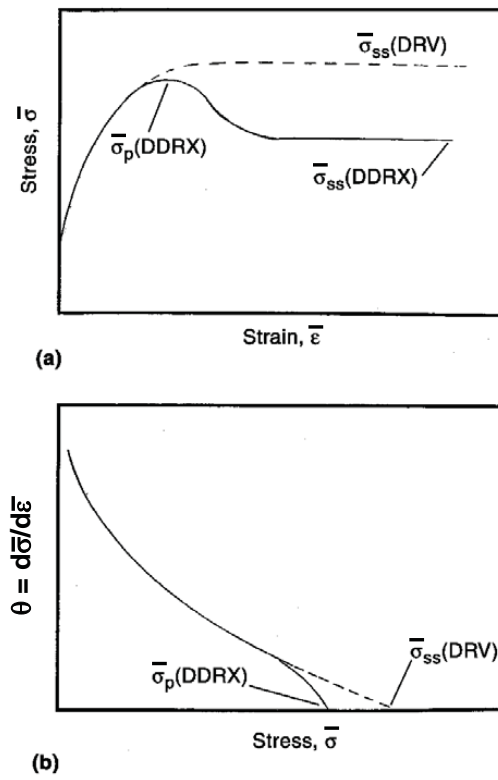 σ̅ss(DRV)
σ̅p(DDRX)
σ̅ss(DDRX)
Stress, σ̅
Strain, ε̅
(a)
θ = dσ̅/dε̅
σ̅p(DDRX)
σ̅ss(DRV)
Stress, σ̅
(b)